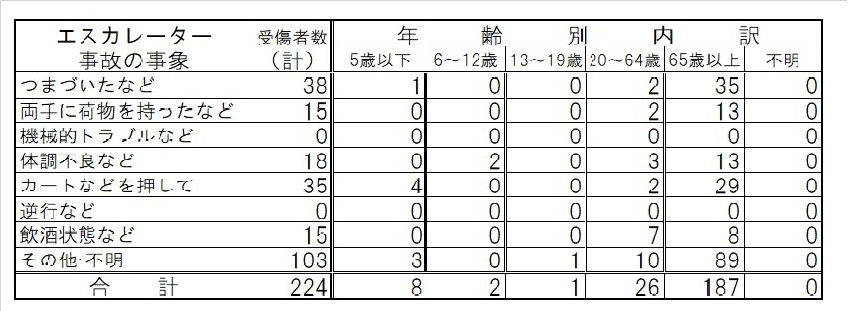 エスカレーター 受傷者数 年 齢 別 内 訳
事故の事象 (計) 5歳以下 6～12歳 13～19歳 20～64歳 65歳以上 不明
つまづいたなど 38 1 0 0 2 35 0
両手に荷物を持ったなど 15 0 0 0 2 13 0
機械的トラブルなど 0 0 0 0 0 0 0
体調不良など 18 0 2 0 3 13 0
カートなどを押して 35 4 0 0 2 29 0
逆行など 0 0 0 0 0 0 0
飲酒状態など 15 0 0 0 7 8 0
その他・不明 103 3 0 1 10 89 0
合 計 224 8 2 1 26 187 0